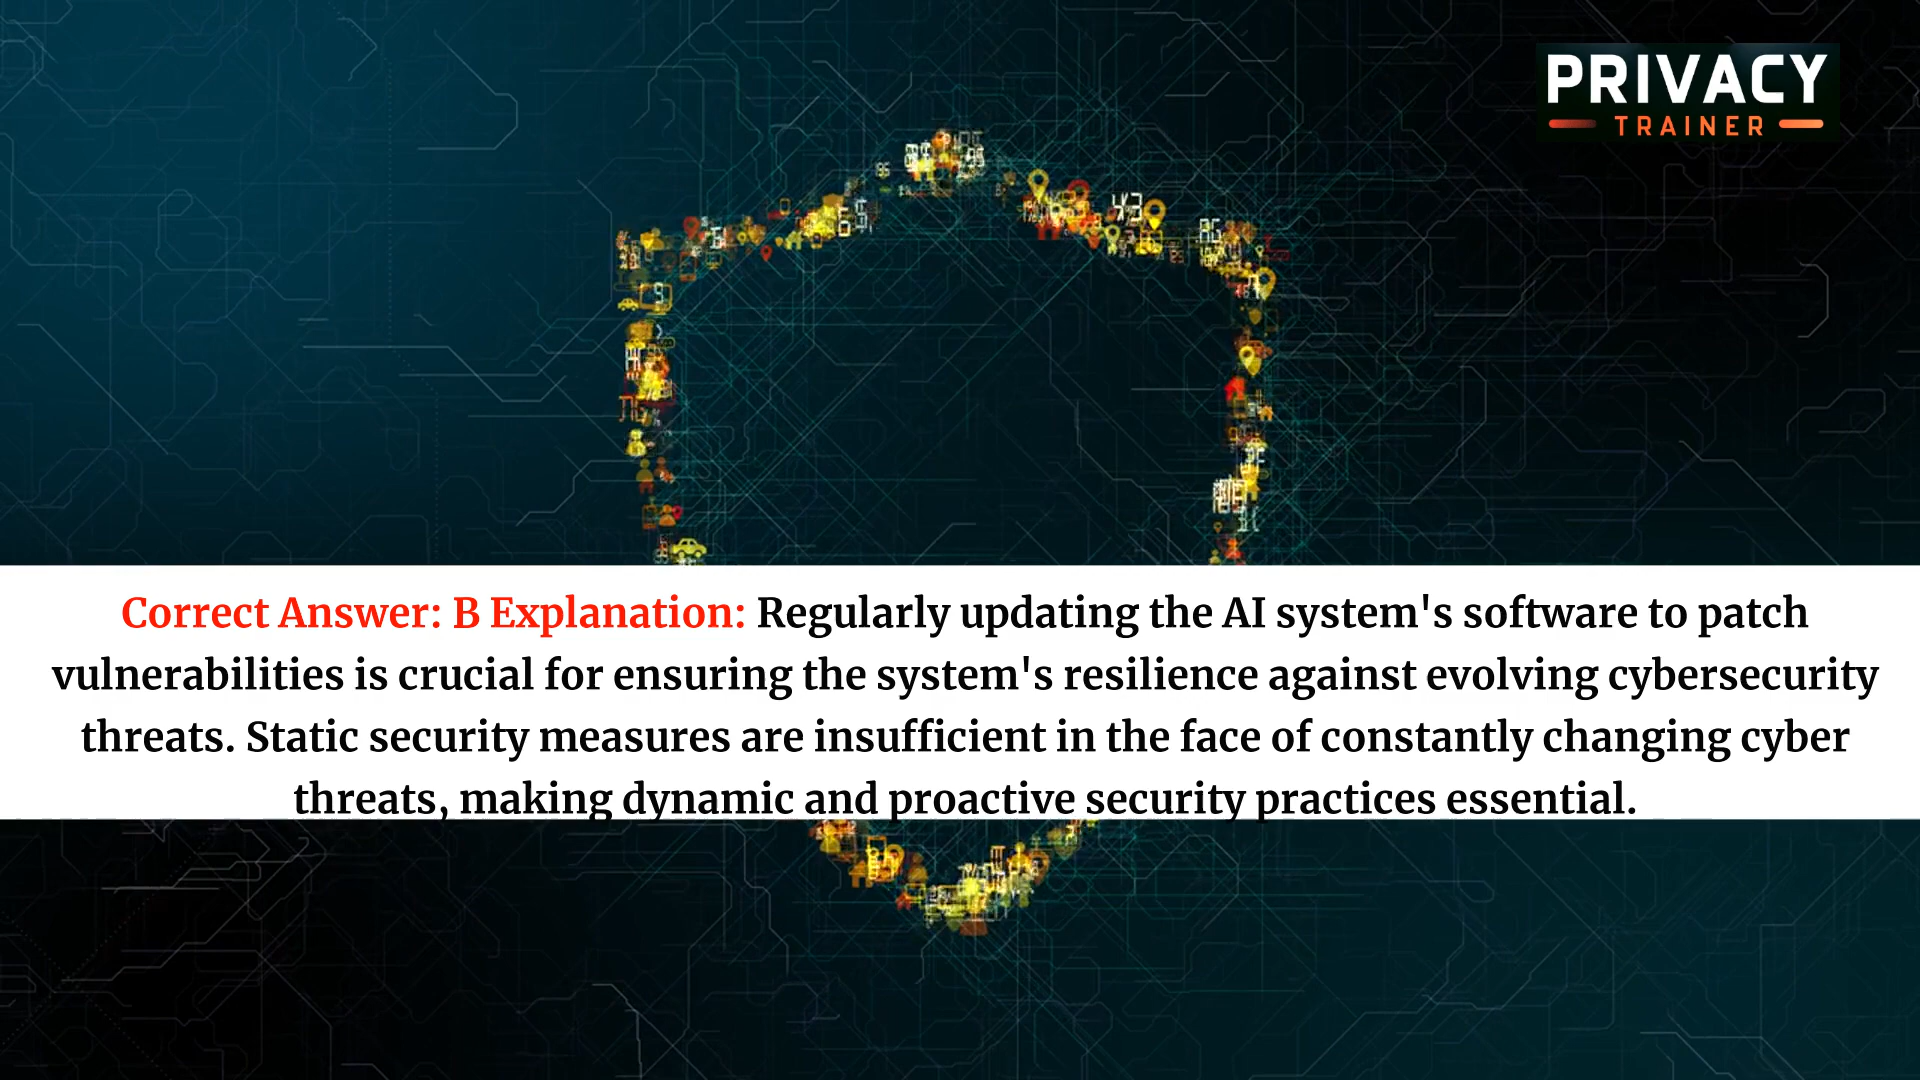 PRIVACY
TRAINER
Correct Answer: B Explanation: Regularly updating the AI system's software to patch
vulnerabilities is crucial for ensuring the system's resilience against evolving cybersecurity
threats. Static security measures are insufficient in the face of constantly changing cyber
threats, making dynamic and proactive security practices essential.